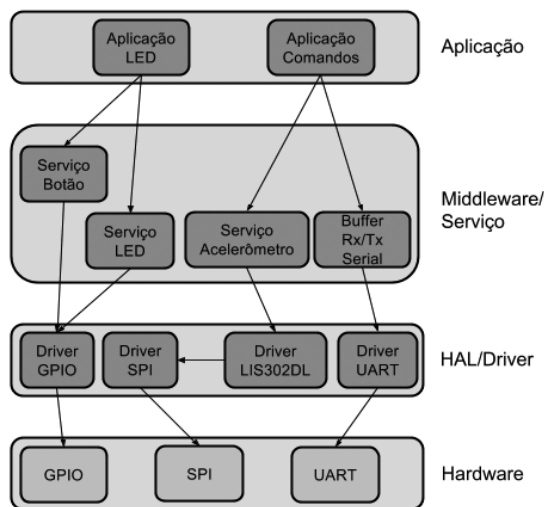 Aplicação
LED
Aplicação
Comandos
Aplicação
Serviço
Botão
Serviço
LED
Serviço
Acelerômetro
Buffer
Rx/Tx
Serial
Middleware/
Serviço
Driver
GPIO
Driver
SPI
Driver
LIS302DL
Driver
UART
HAL/Driver
GPIO
SPI
UART
Hardware